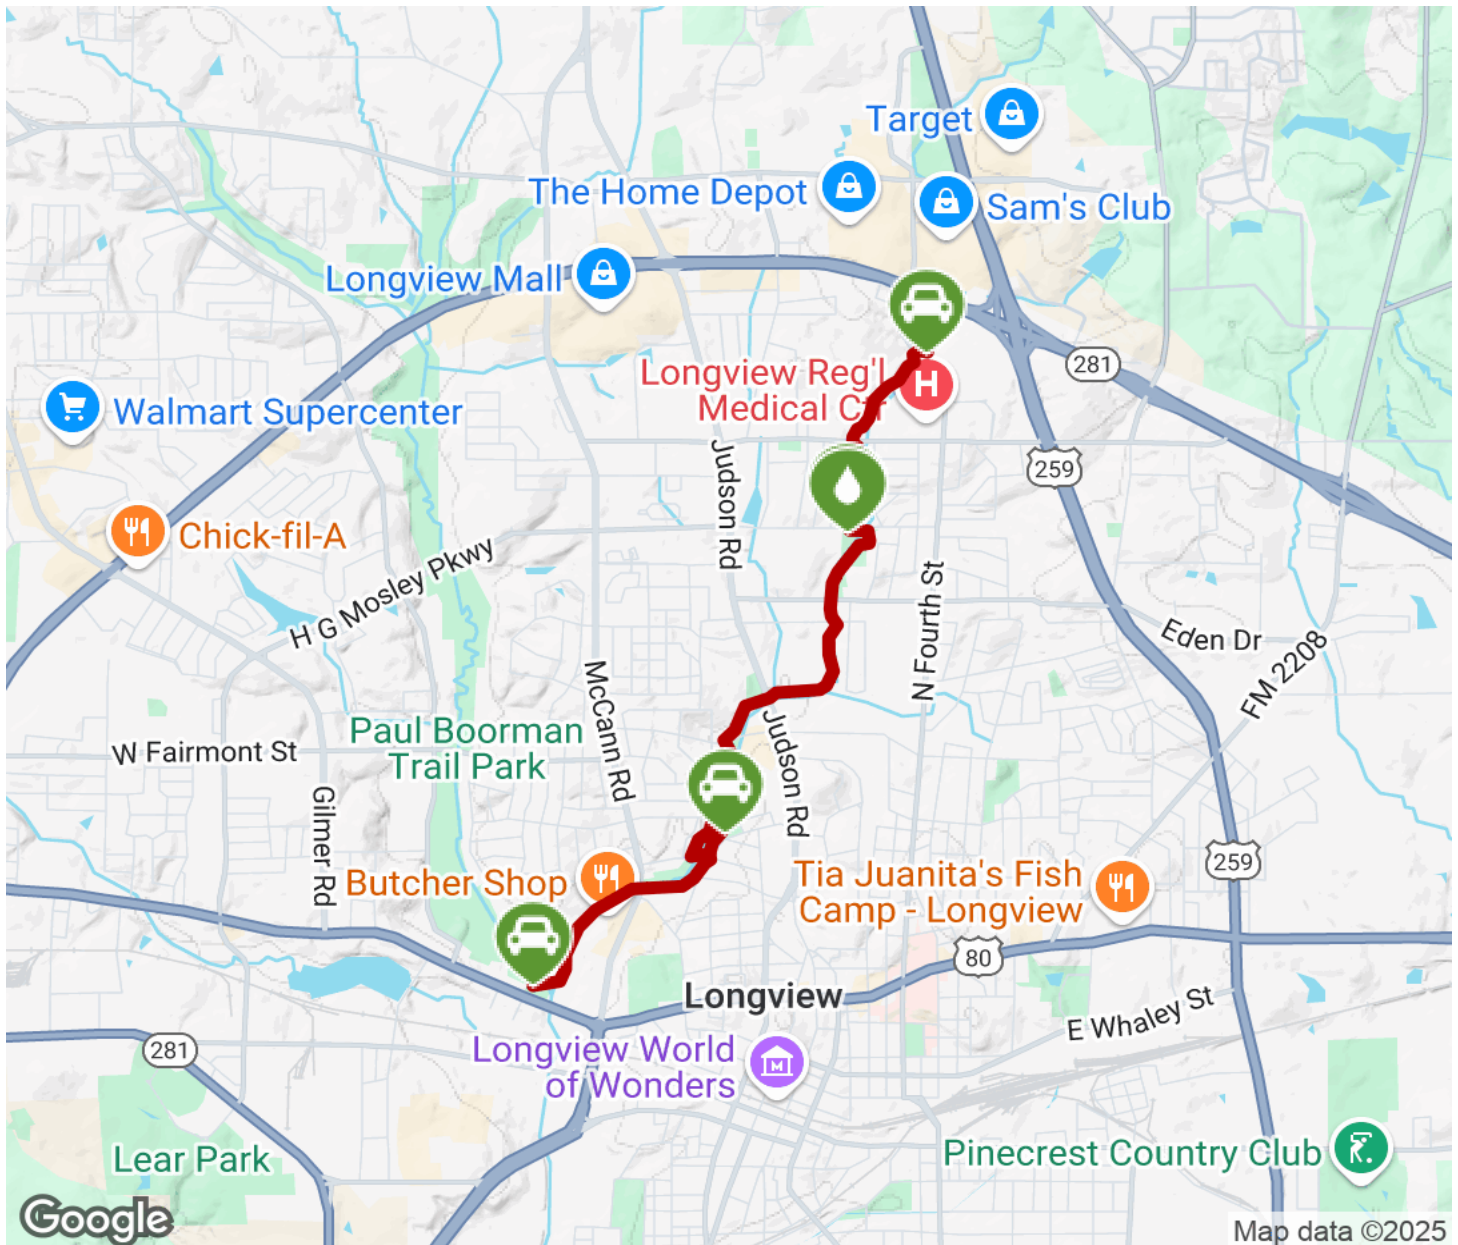 Target
The Home Depot
Sam's Club
Longview Mall
Longview Reg'l
Medical Ctr
H
281
Walmart Supercenter
259
Judson Rd
Chick-fil-A
H G Mosley Pkwy
N Fourth St
Eden Dr
FM 2208
McCann Rd
Paul Boorman
Trail Park
W Fairmont St
Judson Rd
Gilmer Rd
259
Butcher Shop
Tia Juanita's Fish
Camp - Longview
80
Longview
E Whaley St
281
Longview World
of Wonders
M
Lear Park
Pinecrest Country Club
Google
Map data ©2025